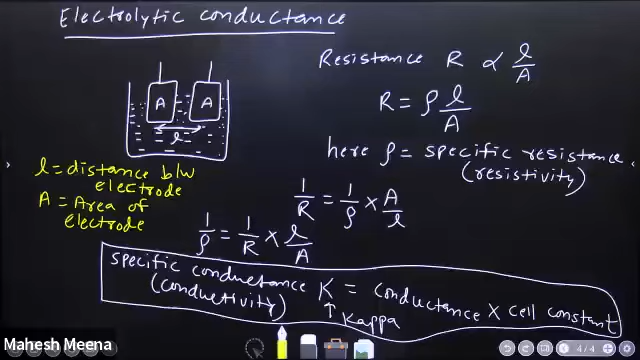 Electrolytic conductance
Resistance R ∝ l/A
A A
l
R = ρ l/A
here ρ = specific resistance
(resistivity)
l = distance b/w
electrode
A = Area of
electrode
1/R = 1/ρ × A/l
1/ρ = 1/R × l/A
specific conductance K = conductance × cell constant
(conductivity)
↑
Kappa
Mahesh Meena
4/4